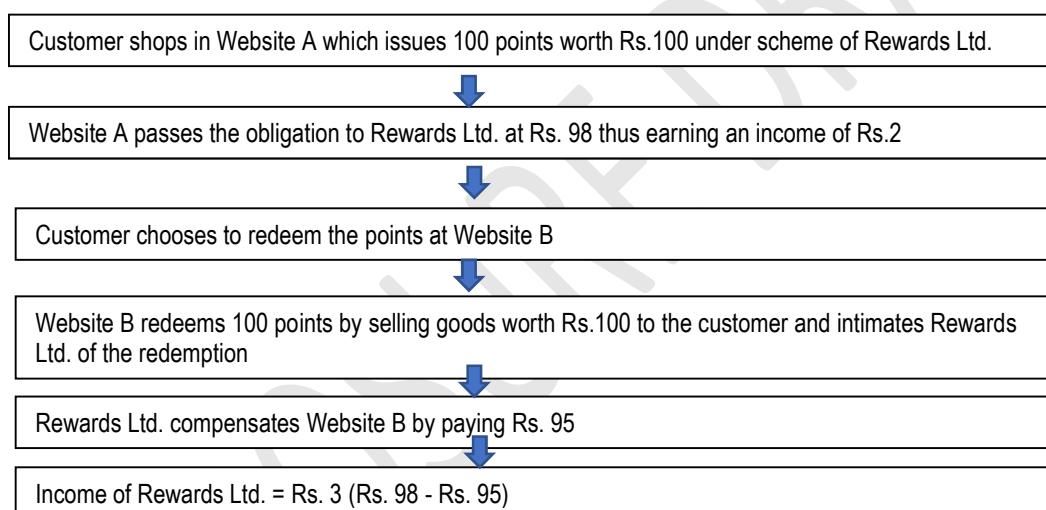 Customer shops in Website A which issues 100 points worth Rs.100 under scheme of Rewards Ltd.
Website A passes the obligation to Rewards Ltd. at Rs. 98 thus earning an income of Rs.2
Customer chooses to redeem the points at Website B
Website B redeems 100 points by selling goods worth Rs.100 to the customer and intimates Rewards
Ltd. of the redemption
Rewards Ltd. compensates Website B by paying Rs. 95
Income of Rewards Ltd. = Rs. 3 (Rs. 98 - Rs. 95)